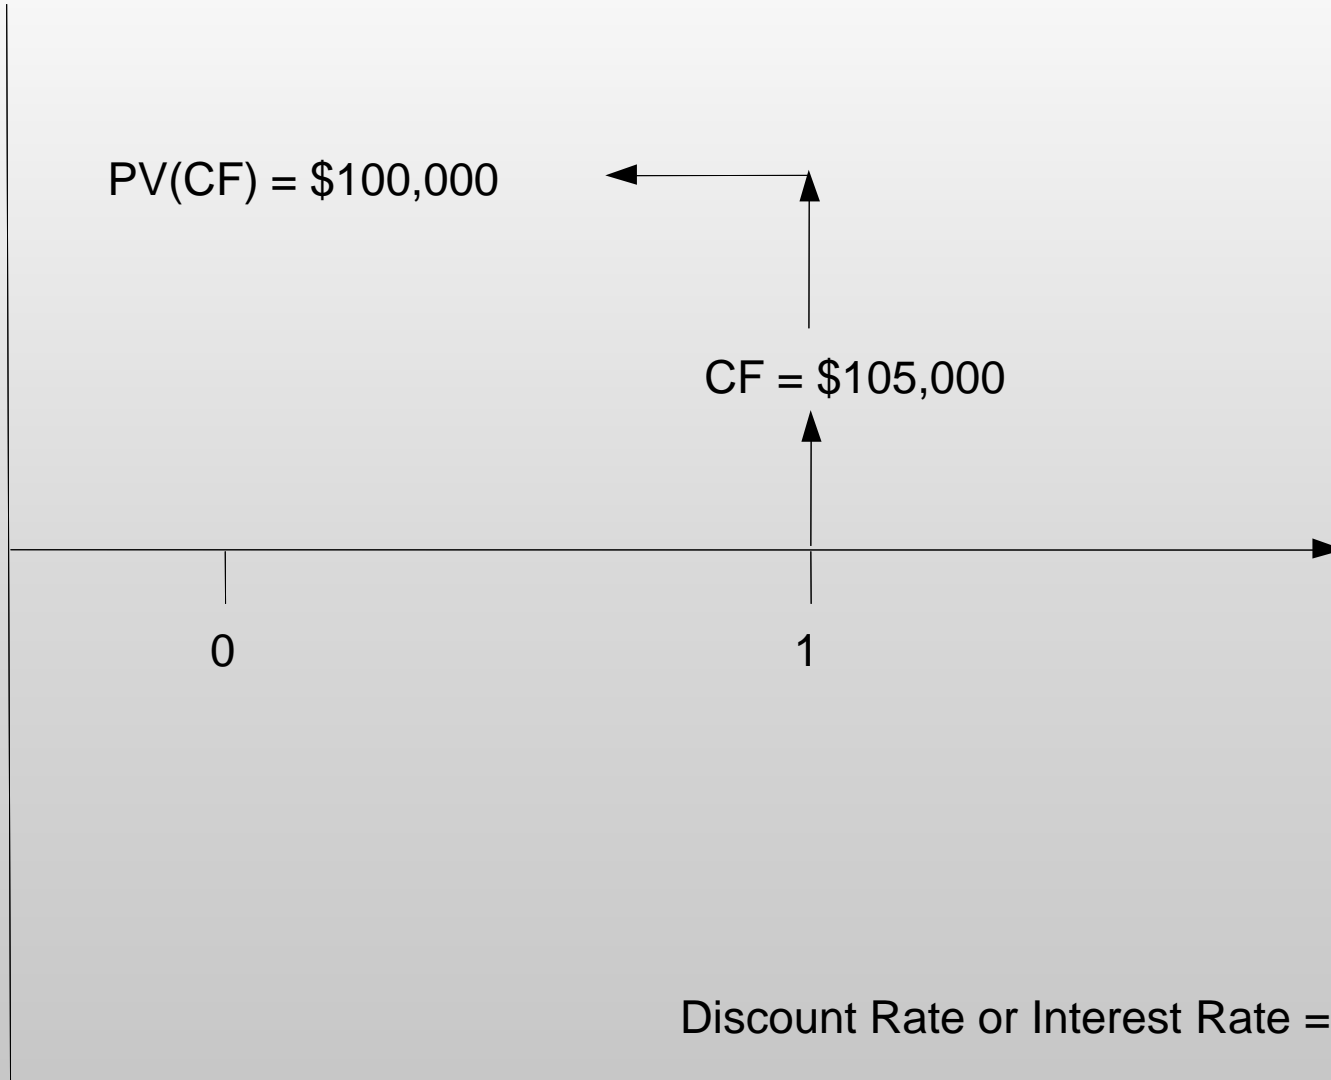 PV(CF) = $100,000
CF = $105,000
0
1
Discount Rate or Interest Rate =